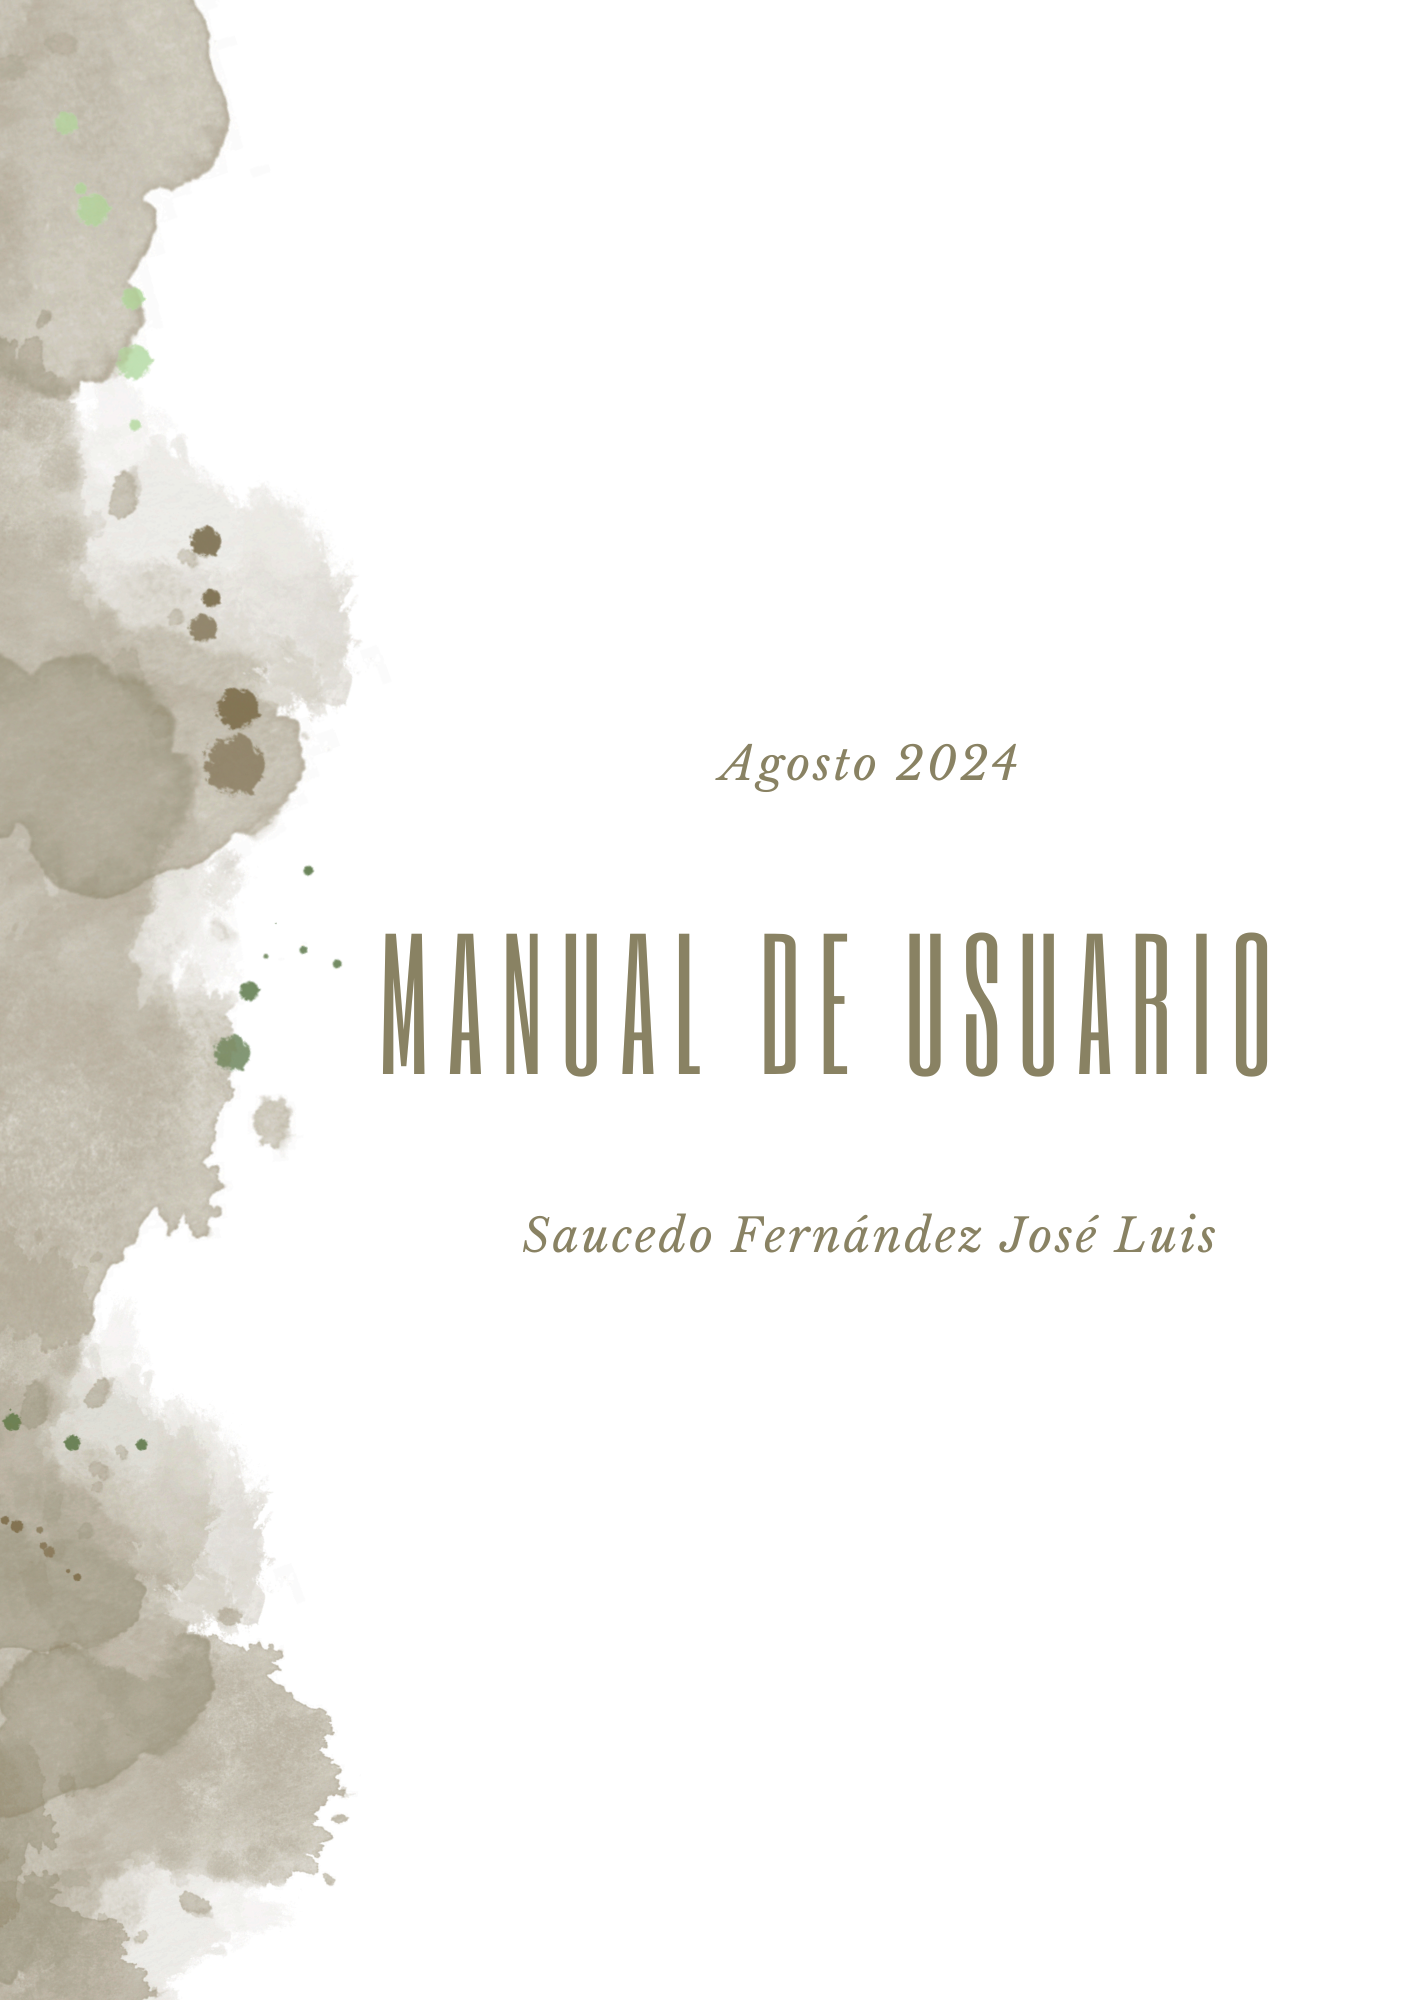 Agosto 2024
MANUAL DE USUARIO
Saucedo Fernández José Luis